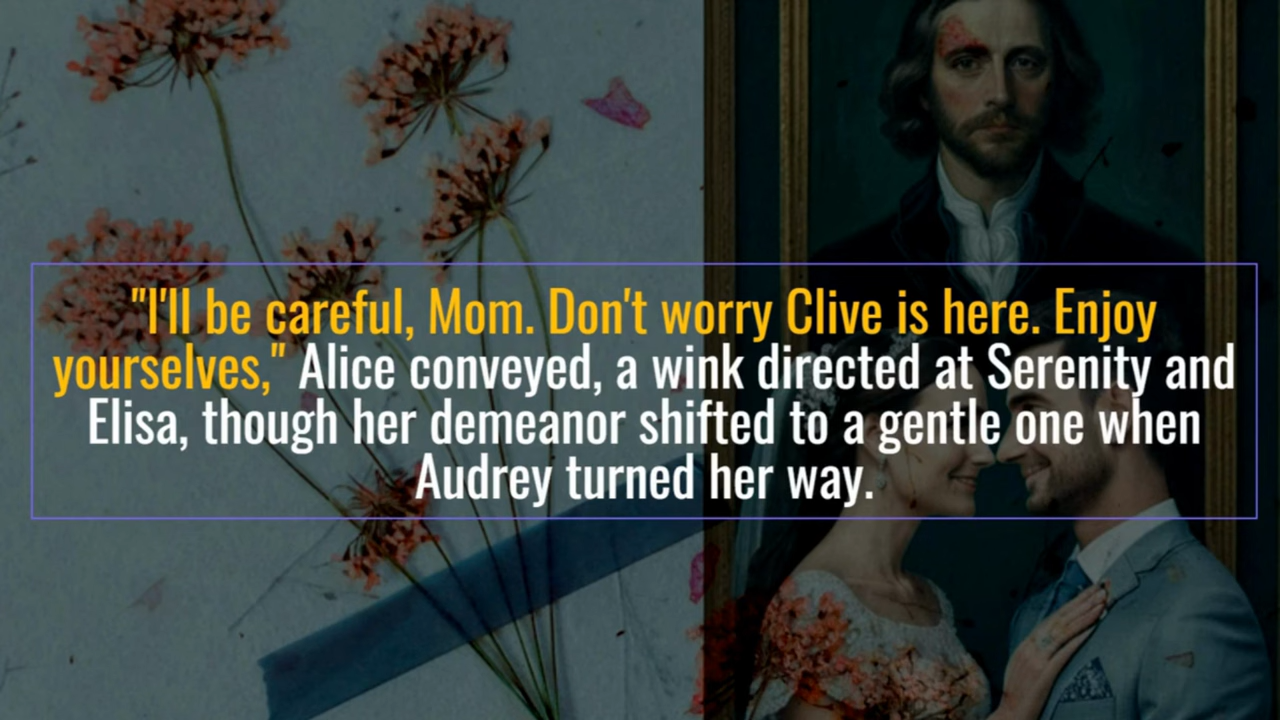 "I'll be careful, Mom. Don't worry Clive is here. Enjoy
yourselves," Alice conveyed, a wink directed at Serenity and
Elisa, though her demeanor shifted to a gentle one when
Audrey turned her way.